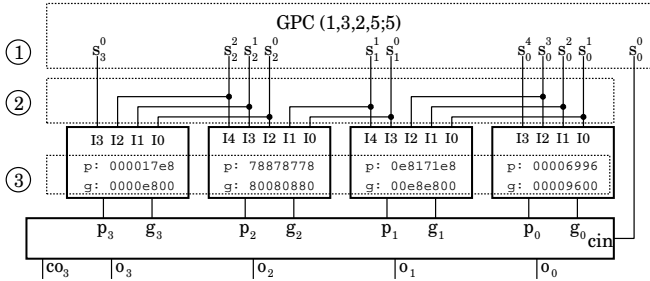 GPC (1,3,2,5;5)
① s₃⁰ s₂² s₂¹ s₂⁰ s₁¹ s₁⁰ s₀⁴ s₀³ s₀² s₀¹ s₀⁰
②
I3 I2 I1 I0 I4 I3 I2 I1 I0 I4 I3 I2 I1 I0 I3 I2 I1 I0
③ p: 000017e8 p: 78878778 p: 0e8171e8 p: 00006996
g: 0000e800 g: 80080880 g: 00e8e800 g: 00009600
p₃ g₃ p₂ g₂ p₁ g₁ p₀ g₀ cin
co₃ o₃ o₂ o₁ o₀